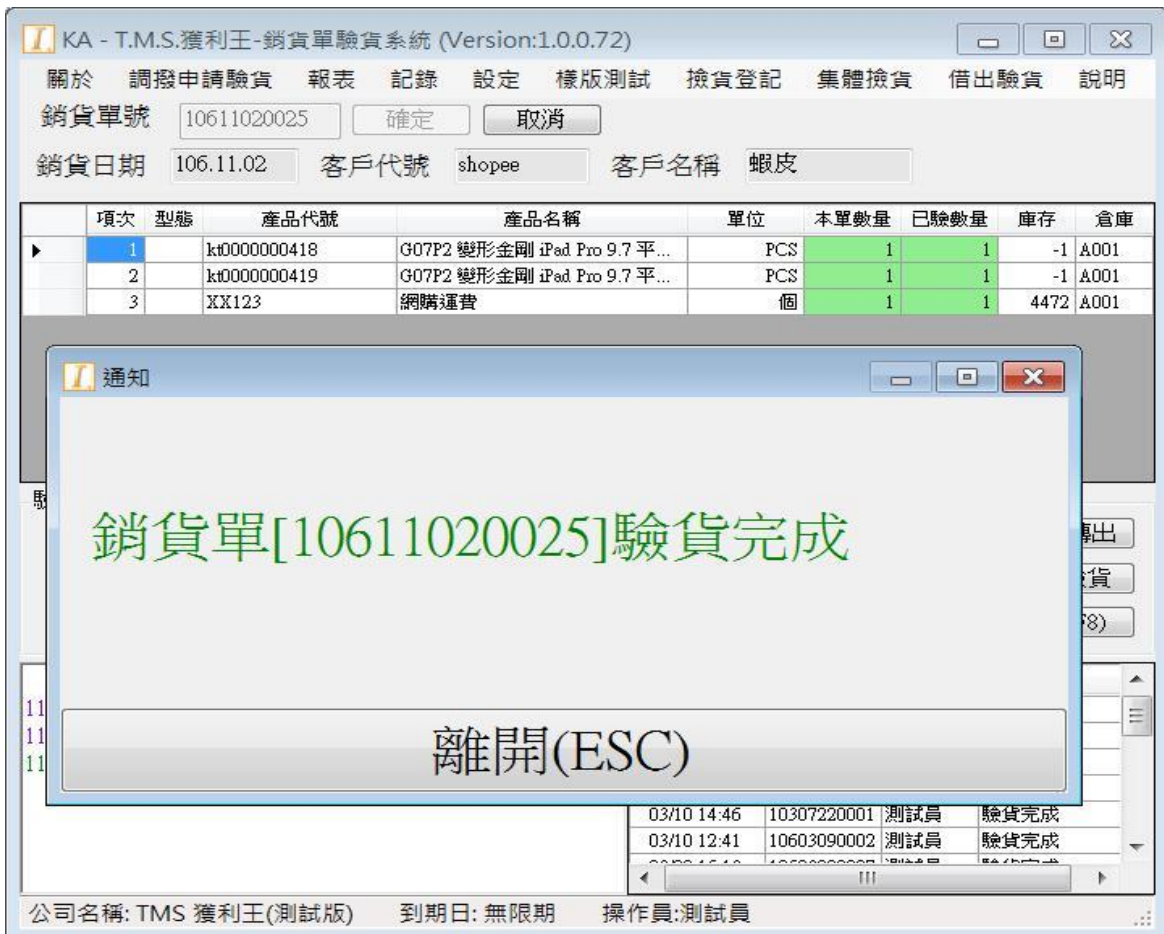 KA - T.M.S.獲利王-銷貨單驗貨系統 (Version:1.0.0.72)
關於 調撥申請驗貨 報表 記錄 設定 樣版測試 撿貨登記 集體撿貨 借出驗貨 說明
銷貨單號 10611020025 確定 取消
銷貨日期 106.11.02 客戶代號 shopee 客戶名稱 蝦皮
項次 型態 產品代號 產品名稱 單位 本單數量 已驗數量 庫存 倉庫
1 kt0000000418 G07P2 變形金剛 iPad Pro 9.7 平... PCS 1 1 -1 A001
2 kt0000000419 G07P2 變形金剛 iPad Pro 9.7 平... PCS 1 1 -1 A001
3 XX123 網購運費 個 1 1 4472 A001
通知
銷貨單[10611020025]驗貨完成
出
貨
8)
11
11
11
離開(ESC)
03/10 14:46 10307220001 測試員 驗貨完成
03/10 12:41 10603090002 測試員 驗貨完成
公司名稱: TMS 獲利王(測試版) 到期日: 無限期 操作員:測試員